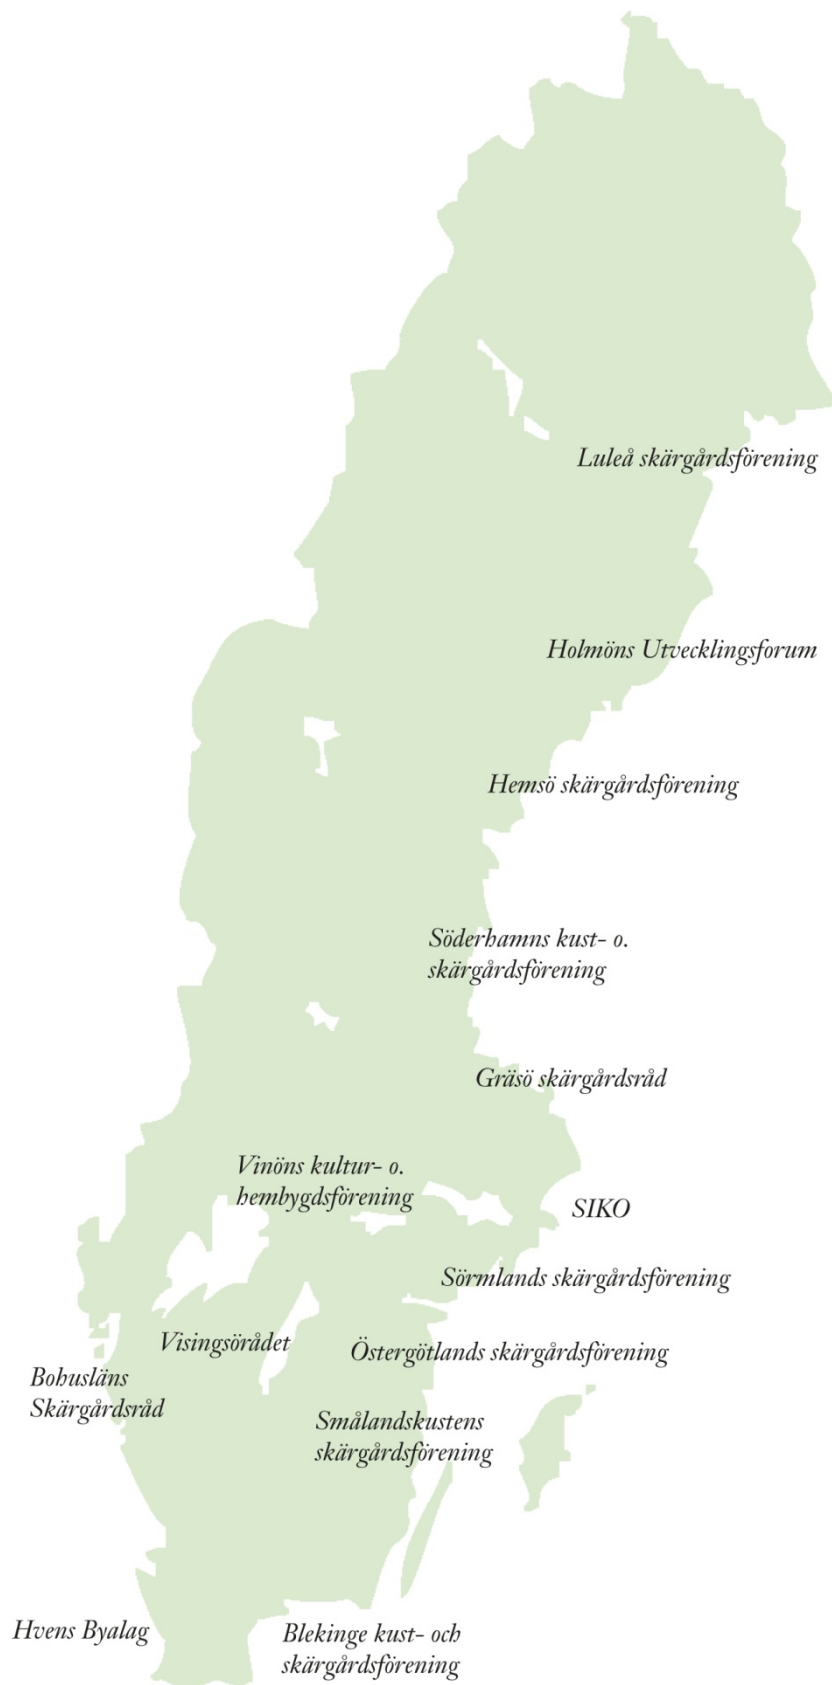 Luleå skärgårdsförening
Holmöns Utvecklingsforum
Hemsö skärgårdsförening
Söderhamns kust- o.
skärgårdsförening
Gräsö skärgårdsråd
Vinöns kultur- o.
hembygdsförening
SIKO
Sörmlands skärgårdsförening
Visingsörådet
Östergötlands skärgårdsförening
Bohusläns
Skärgårdsråd
Smålandskustens
skärgårdsförening
Hvens Byalag
Blekinge kust- och
skärgårdsförening